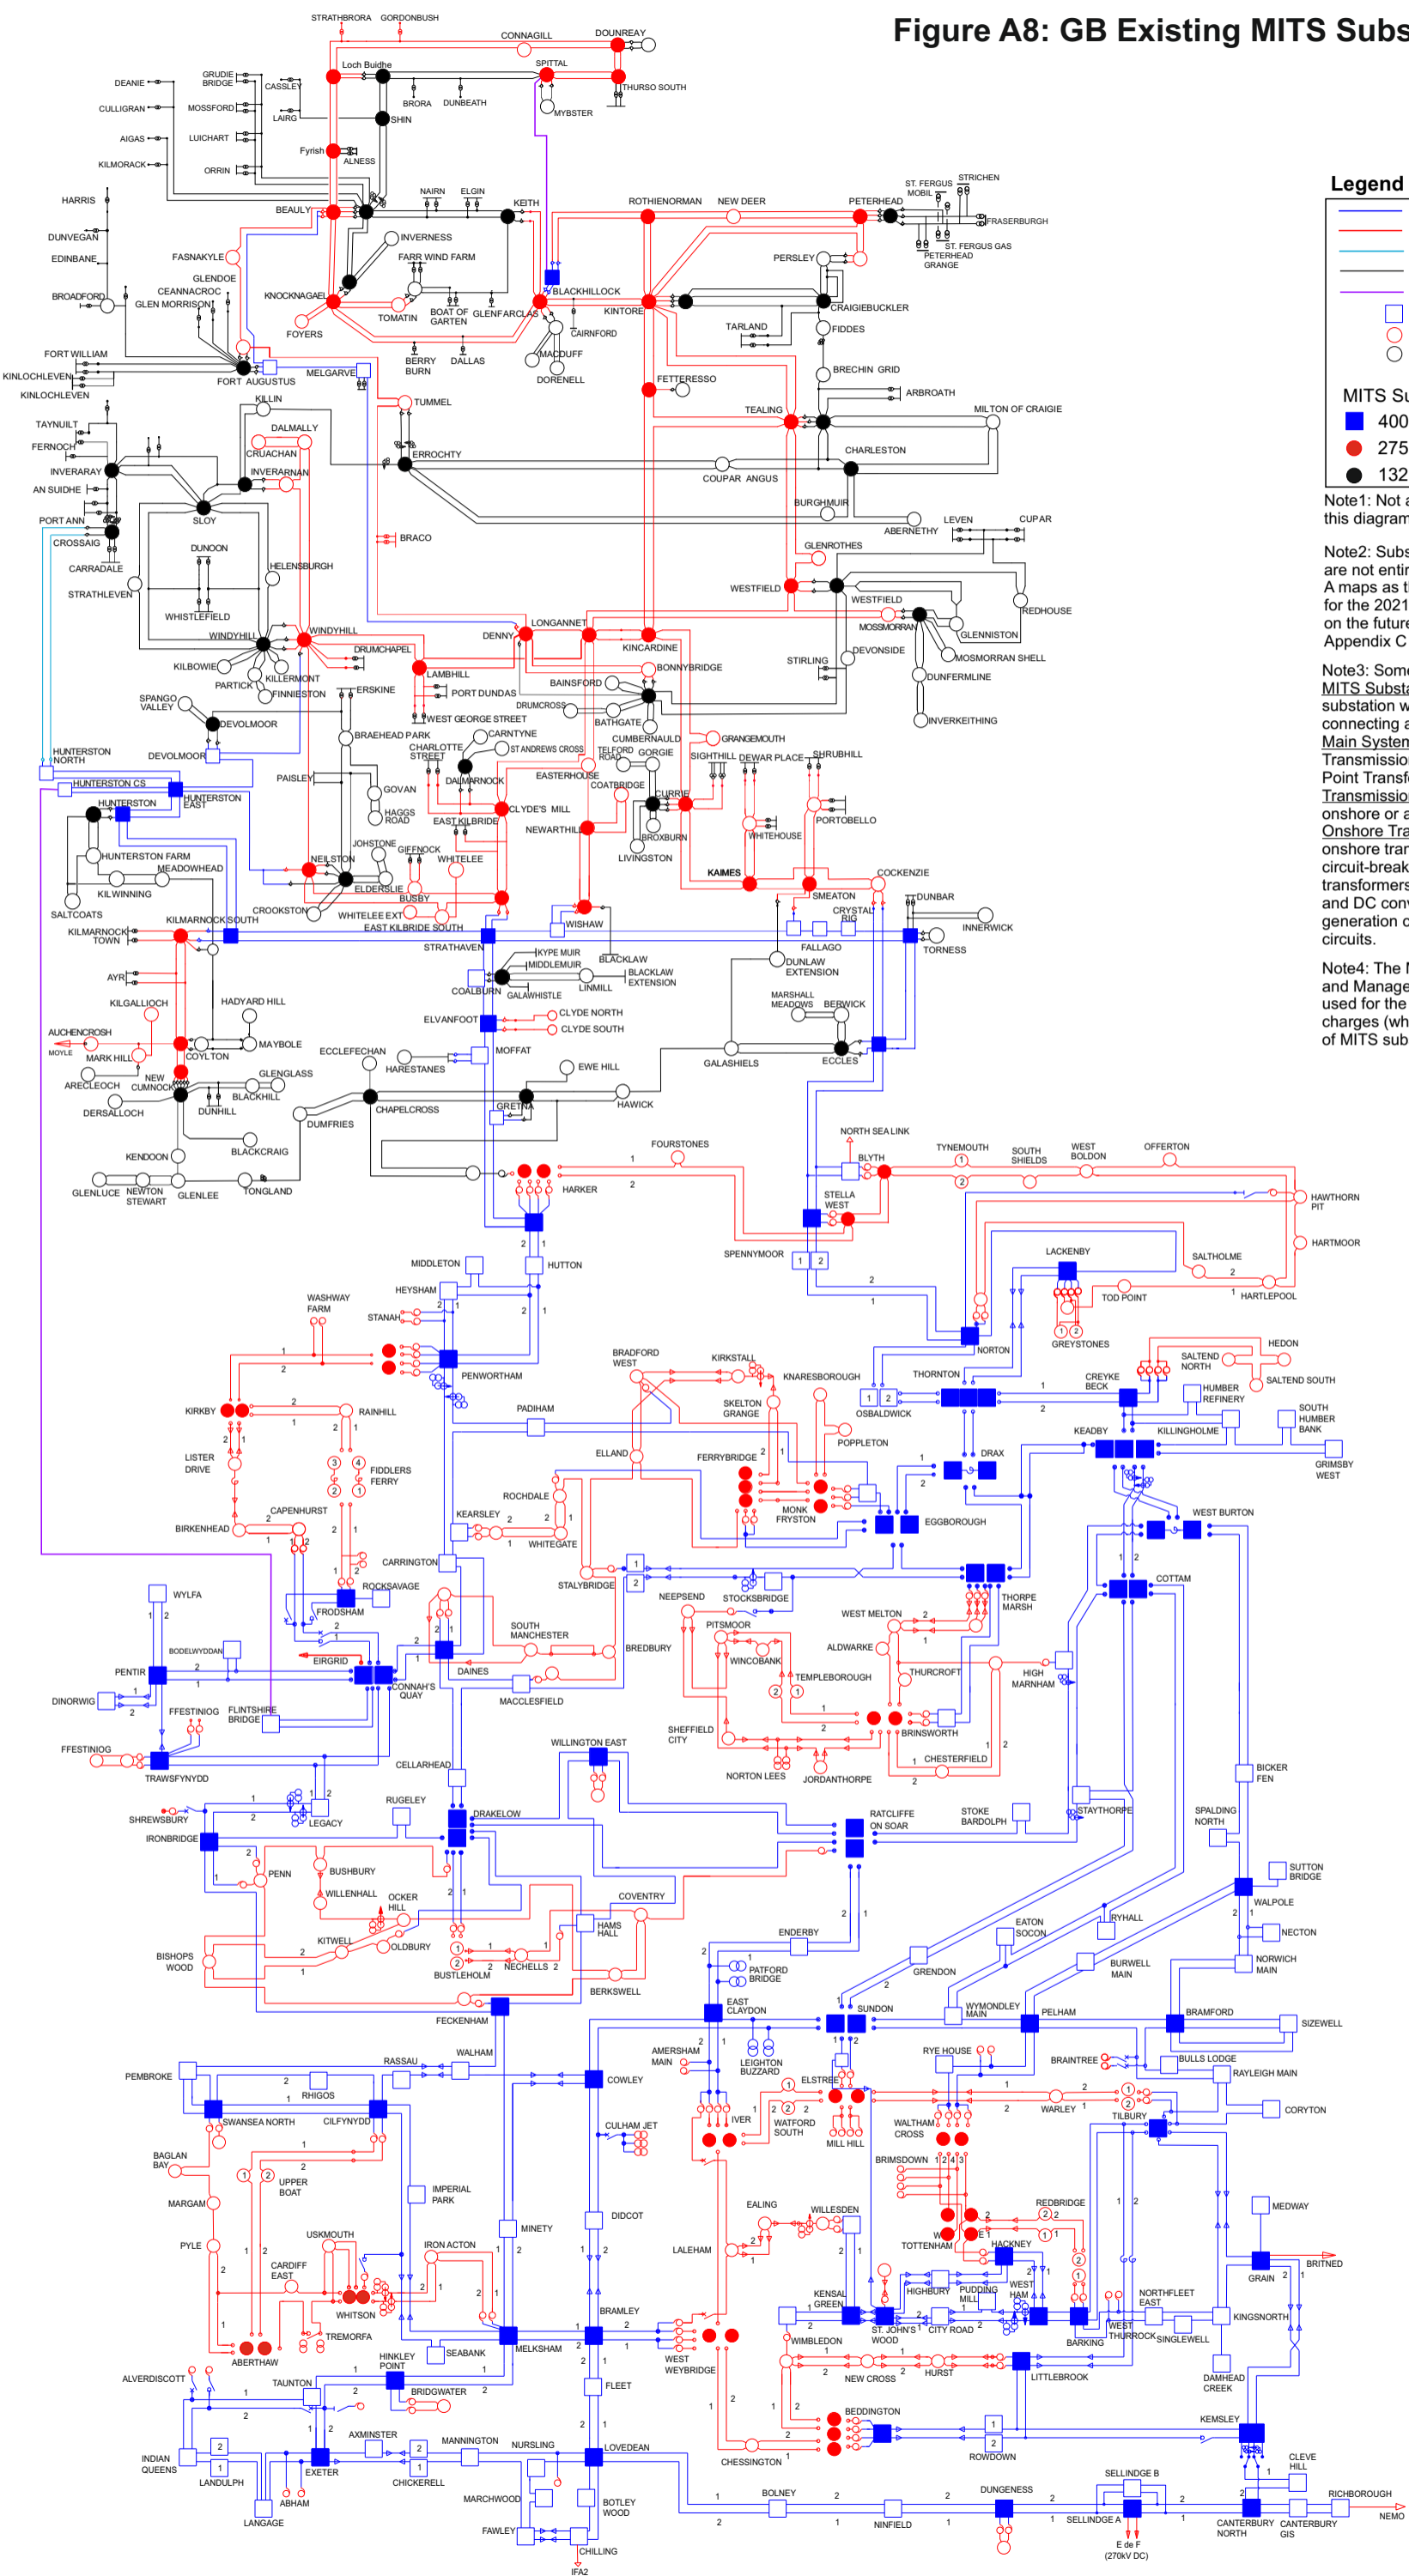 Figure A8: GB Existing MITS Subs
STRATHBRORA
GORDONBUSH
CONNAGILL
DOUNREAY
Loch Buidhe
SPITTAL
THURSO SOUTH
DEANIE
GRUDIE
BRIDGE
CASSLEY
BRORA
DUNBEATH
MYBSTER
CULLIGRAN
MOSSFORD
LAIRG
SHIN
AIGAS
LUICHART
Fyrish
ALNESS
KILMORACK
ORRIN
HARRIS
BEAULY
NAIRN
ELGIN
KEITH
ROTHIENORMAN
NEW DEER
PETERHEAD
ST. FERGUS
MOBIL
STRICHEN
FRASERBURGH
ST. FERGUS GAS
PETERHEAD
GRANGE
Legend
DUNVEGAN
EDINBANE
FASNAKYLE
INVERNESS
FARR WIND FARM
PERSLEY
GLENDOE
CEANNACROC
GLEN MORRISON
BROADFORD
KNOCKNAGAEL
FOYERS
TOMATIN
BOAT OF
GARTEN
GLENFARCLAS
BLACKHILLOCK
CAIRNFORD
KINTORE
CRAIGIEBUCKLER
TARLAND
FIDDES
FORT WILLIAM
KINLOCHLEVEN
KINLOCHLEVEN
FORT AUGUSTUS
MELGARVE
BERRY
BURN
DALLAS
MACDUFF
DORENELL
BRECHIN GRID
FETTERESSO
ARBROATH
MITS Su
400
275
132
KILLIN
TUMMEL
TEALING
MILTON OF CRAIGIE
TAYNUILT
FERNOCH
DALMALLY
CRUACHAN
INVERARAY
INVERARNAN
ERROCHTY
CHARLESTON
COUPAR ANGUS
AN SUIDHE
SLOY
BURGHMUIR
ABERNETHY
LEVEN
CUPAR
Note1: Not a
this diagram
PORT ANN
CROSSAIG
CARRADALE
DUNOON
BRACO
GLENROTHES
Note2: Subs
are not entir
A maps as th
for the 2021
on the future
Appendix C
HELENSBURGH
STRATHLEVEN
WHISTLEFIELD
WESTFIELD
WESTFIELD
REDHOUSE
MOSSMORRAN
GLENNISTON
WINDYHILL
WINDYHILL
LONGANNET
DENNY
KINCARDINE
DRUMCHAPEL
KILBOWIE
PARTICK
KILLERMONT
FINNIESTON
LAMBHILL
PORT DUNDAS
BONNYBRIDGE
STIRLING
DEVONSIDE
MOSMORRAN SHELL
DUNFERMLINE
Note3: Some
MITS Substa
substation w
connecting a
Main System
Transmission
Point Transfo
Transmission
onshore or a
Onshore Tra
onshore tran
circuit-break
transformers
and DC conv
generation o
circuits.
SPANGO
VALLEY
ERSKINE
BAINSFORD
DRUMCROSS
BATHGATE
CUMBERNAULD
INVERKEITHING
DEVOLMOOR
DEVOLMOOR
WEST GEORGE STREET
CHARLOTTE
STREET
CARNTYNE
ST ANDREWS CROSS
TELFORD
ROAD
GORGIE
GRANGEMOUTH
SIGHTHILL
DEWAR PLACE
SHRUBHILL
HUNTERSTON
NORTH
BRAEHEAD PARK
EASTERHOUSE
COATBRIDGE
DALMARNOCK
HUNTERSTON CS
HUNTERSTON
EAST
HUNTERSTON
PAISLEY
GOVAN
HAGGS
ROAD
CLYDE'S MILL
EAST KILBRIDE
NEWARTHILL
CURRIE
BROXBURN
LIVINGSTON
WHITEHOUSE
PORTOBELLO
HUNTERSTON FARM
MEADOWHEAD
KILWINNING
SALTCOATS
NEILSTON
JOHSTONE
GIFFNOCK
WHITELEE
ELDERSLIE
BUSBY
CROOKSTON
WHITELEE EXT
EAST KILBRIDE SOUTH
KAIMES
SMEATON
COCKENZIE
DUNBAR
INNERWICK
CRYSTAL
RIG
KILMARNOCK SOUTH
KILMARNOCK
TOWN
STRATHAVEN
WISHAW
BLACKLAW
FALLAGO
TORNESS
DUNLAW
EXTENSION
KYPE MUIR
MIDDLEMUIR
GALAWHISTLE
COALBURN
LINMILL
BLACKLAW
EXTENSION
Note4: The M
and Manage
used for the
charges (wh
of MITS sub
AYR
KILGALLIOCH
HADYARD HILL
ELVANFOOT
CLYDE NORTH
CLYDE SOUTH
MARSHALL
MEADOWS
BERWICK
AUCHENCROSH
MOYLE
MARK HILL
COYLTON
MAYBOLE
ECCLEFECHAN
HARESTANES
MOFFAT
EWE HILL
GALASHIELS
ECCLES
ARECLEOCH
NEW
CUMNOCK
GLENGLASS
BLACKHILL
DERSALLOCH
DUNHILL
DUMFRIES
CHAPELCROSS
GRETNA
HAWICK
KENDOON
BLACKCRAIG
GLENLUCE
NEWTON
STEWART
GLENLEE
TONGLAND
HARKER
FOURSTONES
NORTH SEA LINK
BLYTH
TYNEMOUTH
SOUTH
SHIELDS
WEST
BOLDON
OFFERTON
STELLA
WEST
HAWTHORN
PIT
SPENNYMOOR
HARTMOOR
MIDDLETON
HUTTON
HEYSHAM
LACKENBY
SALTHOLME
TOD POINT
HARTLEPOOL
WASHWAY
FARM
STANAH
NORTON
GREYSTONES
HEDON
PENWORTHAM
BRADFORD
WEST
KIRKSTALL
KNARESBOROUGH
THORNTON
CREYKE
BECK
SALTEND
NORTH
SALTEND SOUTH
OSBALDWICK
HUMBER
REFINERY
SOUTH
HUMBER
BANK
KIRKBY
RAINHILL
PADIHAM
SKELTON
GRANGE
POPPLETON
KEADBY
KILLINGHOLME
LISTER
DRIVE
FIDDLERS
FERRY
ELLAND
FERRYBRIDGE
DRAX
GRIMSBY
WEST
CAPENHURST
BIRKENHEAD
ROCHDALE
KEARSLEY
WHITEGATE
MONK
FRYSTON
EGGBOROUGH
WEST BURTON
CARRINGTON
STALYBRIDGE
COTTAM
WYLFA
ROCKSAVAGE
FRODSHAM
STOCKSBRIDGE
THORPE
MARSH
NEEPSEND
PITSMOOR
WEST MELTON
SOUTH
MANCHESTER
BREDBURY
ALDWARKE
WINCOBANK
THURCROFT
HIGH
MARNHAM
BODELWYDDAN
EIRGRID
PENTIR
DAINES
CONNAH'S
QUAY
MACCLESFIELD
TEMPLEBOROUGH
DINORWIG
FFESTINIOG
FLINTSHIRE
BRIDGE
SHEFFIELD
CITY
BRINSWORTH
FFESTINIOG
TRAWSFYNYDD
WILLINGTON EAST
CHESTERFIELD
NORTON LEES
JORDANTHORPE
CELLARHEAD
BICKER
FEN
SHREWSBURY
LEGACY
RUGELEY
DRAKELOW
RATCLIFFE
ON SOAR
STOKE
BARDOLPH
STAYTHORPE
SPALDING
NORTH
IRONBRIDGE
PENN
BUSHBURY
SUTTON
BRIDGE
WILLENHALL
OCKER
HILL
COVENTRY
HAMS
HALL
WALPOLE
KITWELL
OLDBURY
ENDERBY
EATON
SOCON
RYHALL
NECTON
BISHOPS
WOOD
BUSTLEHOLM
NECHELLS
PATFORD
BRIDGE
GRENDON
BURWELL
MAIN
NORWICH
MAIN
BERKSWELL
FECKENHAM
EAST
CLAYDON
SUNDON
WYMONDLEY
MAIN
PELHAM
BRAMFORD
SIZEWELL
WALHAM
RASSAU
PEMBROKE
RHIGOS
COWLEY
AMERSHAM
MAIN
LEIGHTON
BUZZARD
RYE HOUSE
BRAINTREE
BULLS LODGE
RAYLEIGH MAIN
SWANSEA NORTH
CILFYNYDD
CULHAM JET
IVER
ELSTREE
WATFORD
SOUTH
MILL HILL
WALTHAM
CROSS
WARLEY
TILBURY
CORYTON
BAGLAN
BAY
UPPER
BOAT
BRIMSDOWN
MARGAM
IMPERIAL
PARK
EALING
WILLESDEN
REDBRIDGE
MEDWAY
PYLE
USKMOUTH
MINETY
DIDCOT
IRON ACTON
LALEHAM
TOTTENHAM
HACKNEY
CARDIFF
EAST
WHITSON
KENSAL
GREEN
HIGHBURY
PUDDING
MILL
WEST
HAM
GRAIN
BRITNED
BRAMLEY
ST. JOHN'S
WOOD
CITY ROAD
BARKING
WEST
THURROCK
NORTHFLEET
EAST
SINGLEWELL
KINGSNORTH
ABERTHAW
TREMORFA
SEABANK
MELKSHAM
WEST
WEYBRIDGE
WIMBLEDON
ALVERDISCOTT
TAUNTON
HINKLEY
POINT
BRIDGWATER
FLEET
NEW CROSS
HURST
LITTLEBROOK
DAMHEAD
CREEK
BEDDINGTON
KEMSLEY
INDIAN
QUEENS
LANDULPH
EXETER
AXMINSTER
CHICKERELL
MANNINGTON
NURSLING
LOVEDEAN
CHESSINGTON
ROWDOWN
CLEVE
HILL
LANGAGE
ABHAM
MARCHWOOD
BOTLEY
WOOD
BOLNEY
NINFIELD
DUNGENESS
SELLINDGE B
SELLINDGE A
CANTERBURY
NORTH
CANTERBURY
GIS
RICHBOROUGH
NEMO
FAWLEY
CHILLING
IFA2
E de F
(270kV DC)